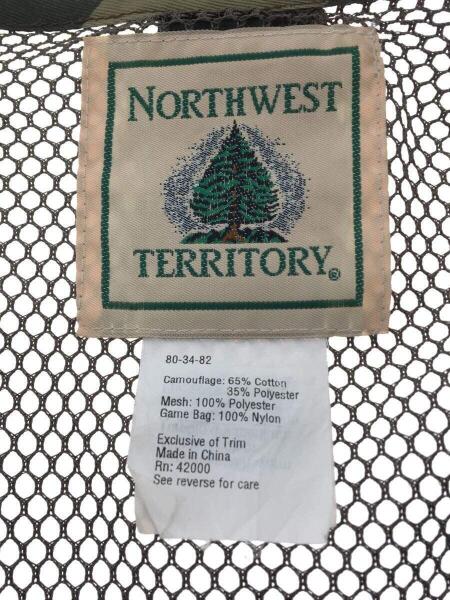 NORTHWEST
TERRITORY®
80-34-82
Camouflage: 65% Cotton
35% Polyester
Mesh: 100% Polyester
Game Bag: 100% Nylon
Exclusive of Trim
Made in China
Rn: 42000
See reverse for care